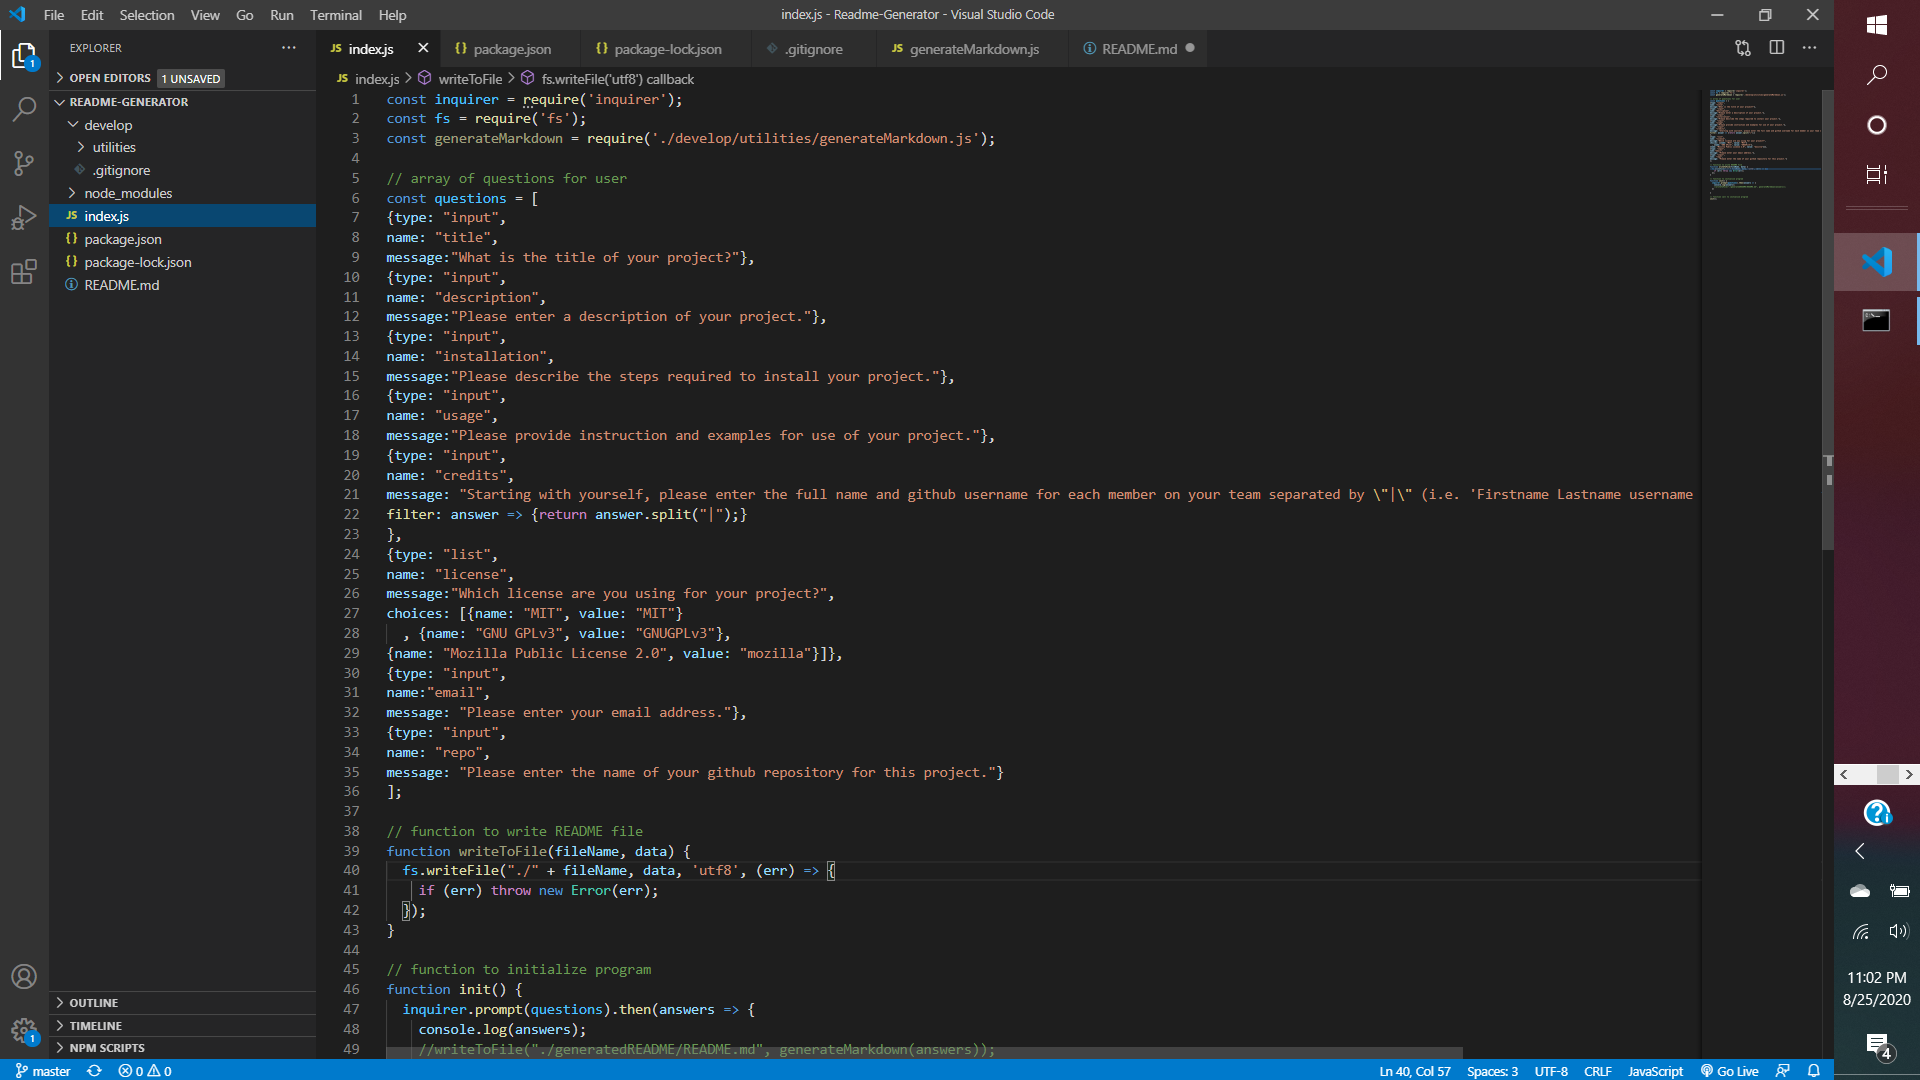 File Edit Selection View Go Run Terminal Help
index.js - Readme-Generator - Visual Studio Code
EXPLORER
OPEN EDITORS 1 UNSAVED
README-GENERATOR
develop
utilities
.gitignore
node_modules
JS index.js
{} package.json
{} package-lock.json
README.md
OUTLINE
TIMELINE
NPM SCRIPTS
JS index.js {} package.json {} package-lock.json .gitignore JS generateMarkdown.js README.md
JS index.js > writeToFile > fs.writeFile('utf8') callback
1 const inquirer = require('inquirer');
2 const fs = require('fs');
3 const generateMarkdown = require('./develop/utilities/generateMarkdown.js');
4
5 // array of questions for user
6 const questions = [
7 {type: "input",
8 name: "title",
9 message:"What is the title of your project?"},
10 {type: "input",
11 name: "description",
12 message:"Please enter a description of your project."},
13 {type: "input",
14 name: "installation",
15 message:"Please describe the steps required to install your project."},
16 {type: "input",
17 name: "usage",
18 message:"Please provide instruction and examples for use of your project."},
19 {type: "input",
20 name: "credits",
21 message: "Starting with yourself, please enter the full name and github username for each member on your team separated by \"|\" (i.e. 'Firstname Lastname username
22 filter: answer => {return answer.split("|");}
23 },
24 {type: "list",
25 name: "license",
26 message:"Which license are you using for your project?",
27 choices: [{name: "MIT", value: "MIT"}
28 , {name: "GNU GPLv3", value: "GNUGPLv3"},
29 {name: "Mozilla Public License 2.0", value: "mozilla"}]},
30 {type: "input",
31 name:"email",
32 message: "Please enter your email address."},
33 {type: "input",
34 name: "repo",
35 message: "Please enter the name of your github repository for this project."}
36 ];
37
38 // function to write README file
39 function writeToFile(fileName, data) {
40 fs.writeFile("./" + fileName, data, 'utf8', (err) => {
41 if (err) throw new Error(err);
42 });
43 }
44
45 // function to initialize program
46 function init() {
47 inquirer.prompt(questions).then(answers => {
48 console.log(answers);
49 //writeToFile("./generatedREADME/README.md", generateMarkdown(answers));
master 0 0 Ln 40, Col 57 Spaces: 3 UTF-8 CRLF JavaScript Go Live
1
1
11:02 PM
8/25/2020
4